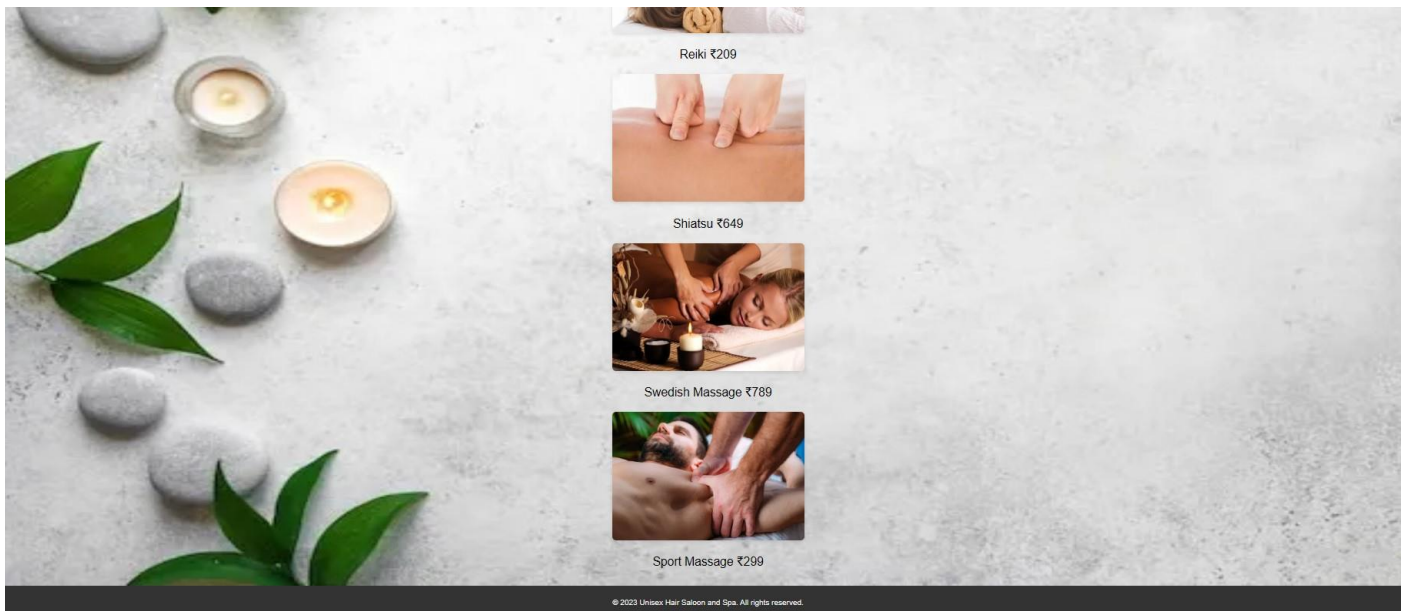 Reiki ₹209
Shiatsu ₹649
Swedish Massage ₹789
Sport Massage ₹299
© 2023 Unisex Hair Saloon and Spa. All rights reserved.